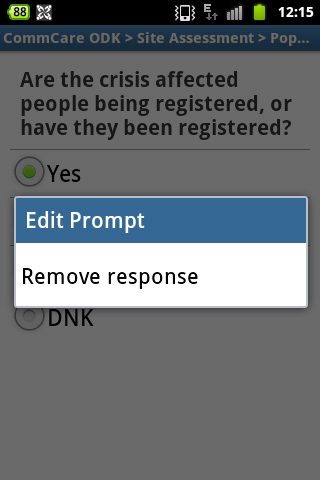 88
12:15
CommCare ODK > Site Assessment > Pop...
Are the crisis affected
people being registered, or
have they been registered?
Yes
Edit Prompt
Remove response
DNK